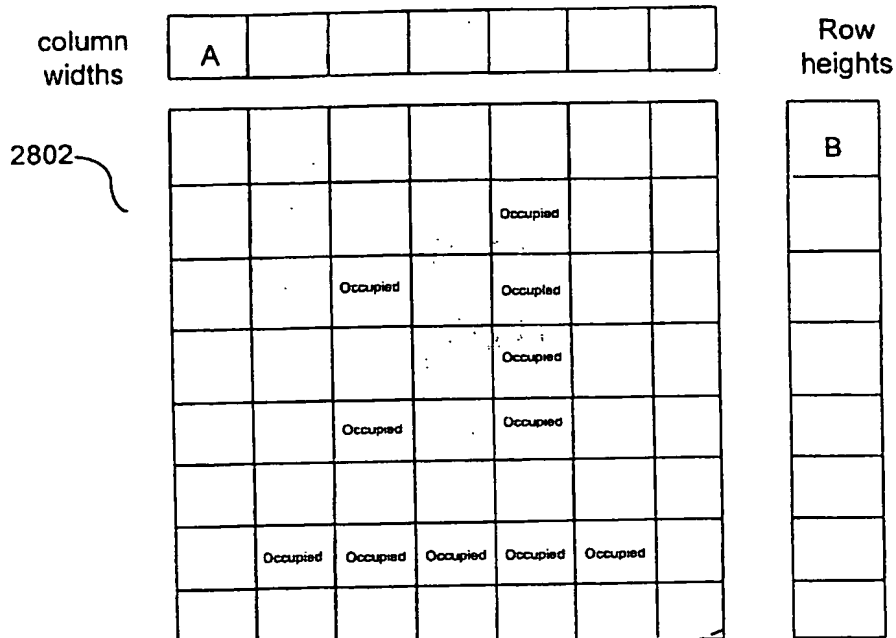 column
widths
A
Row
heights
2802
B
Occupied
Occupied Occupied
Occupied
Occupied Occupied
Occupied Occupied Occupied Occupied Occupied